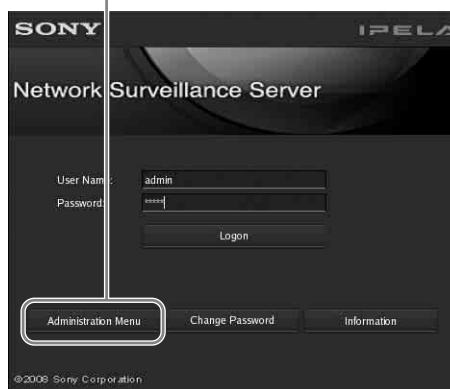 SONY
IPELA
Network Surveillance Server
User Name:
admin
Password:
*****
Logon
Administration Menu
Change Password
Information
©2008 Sony Corporation